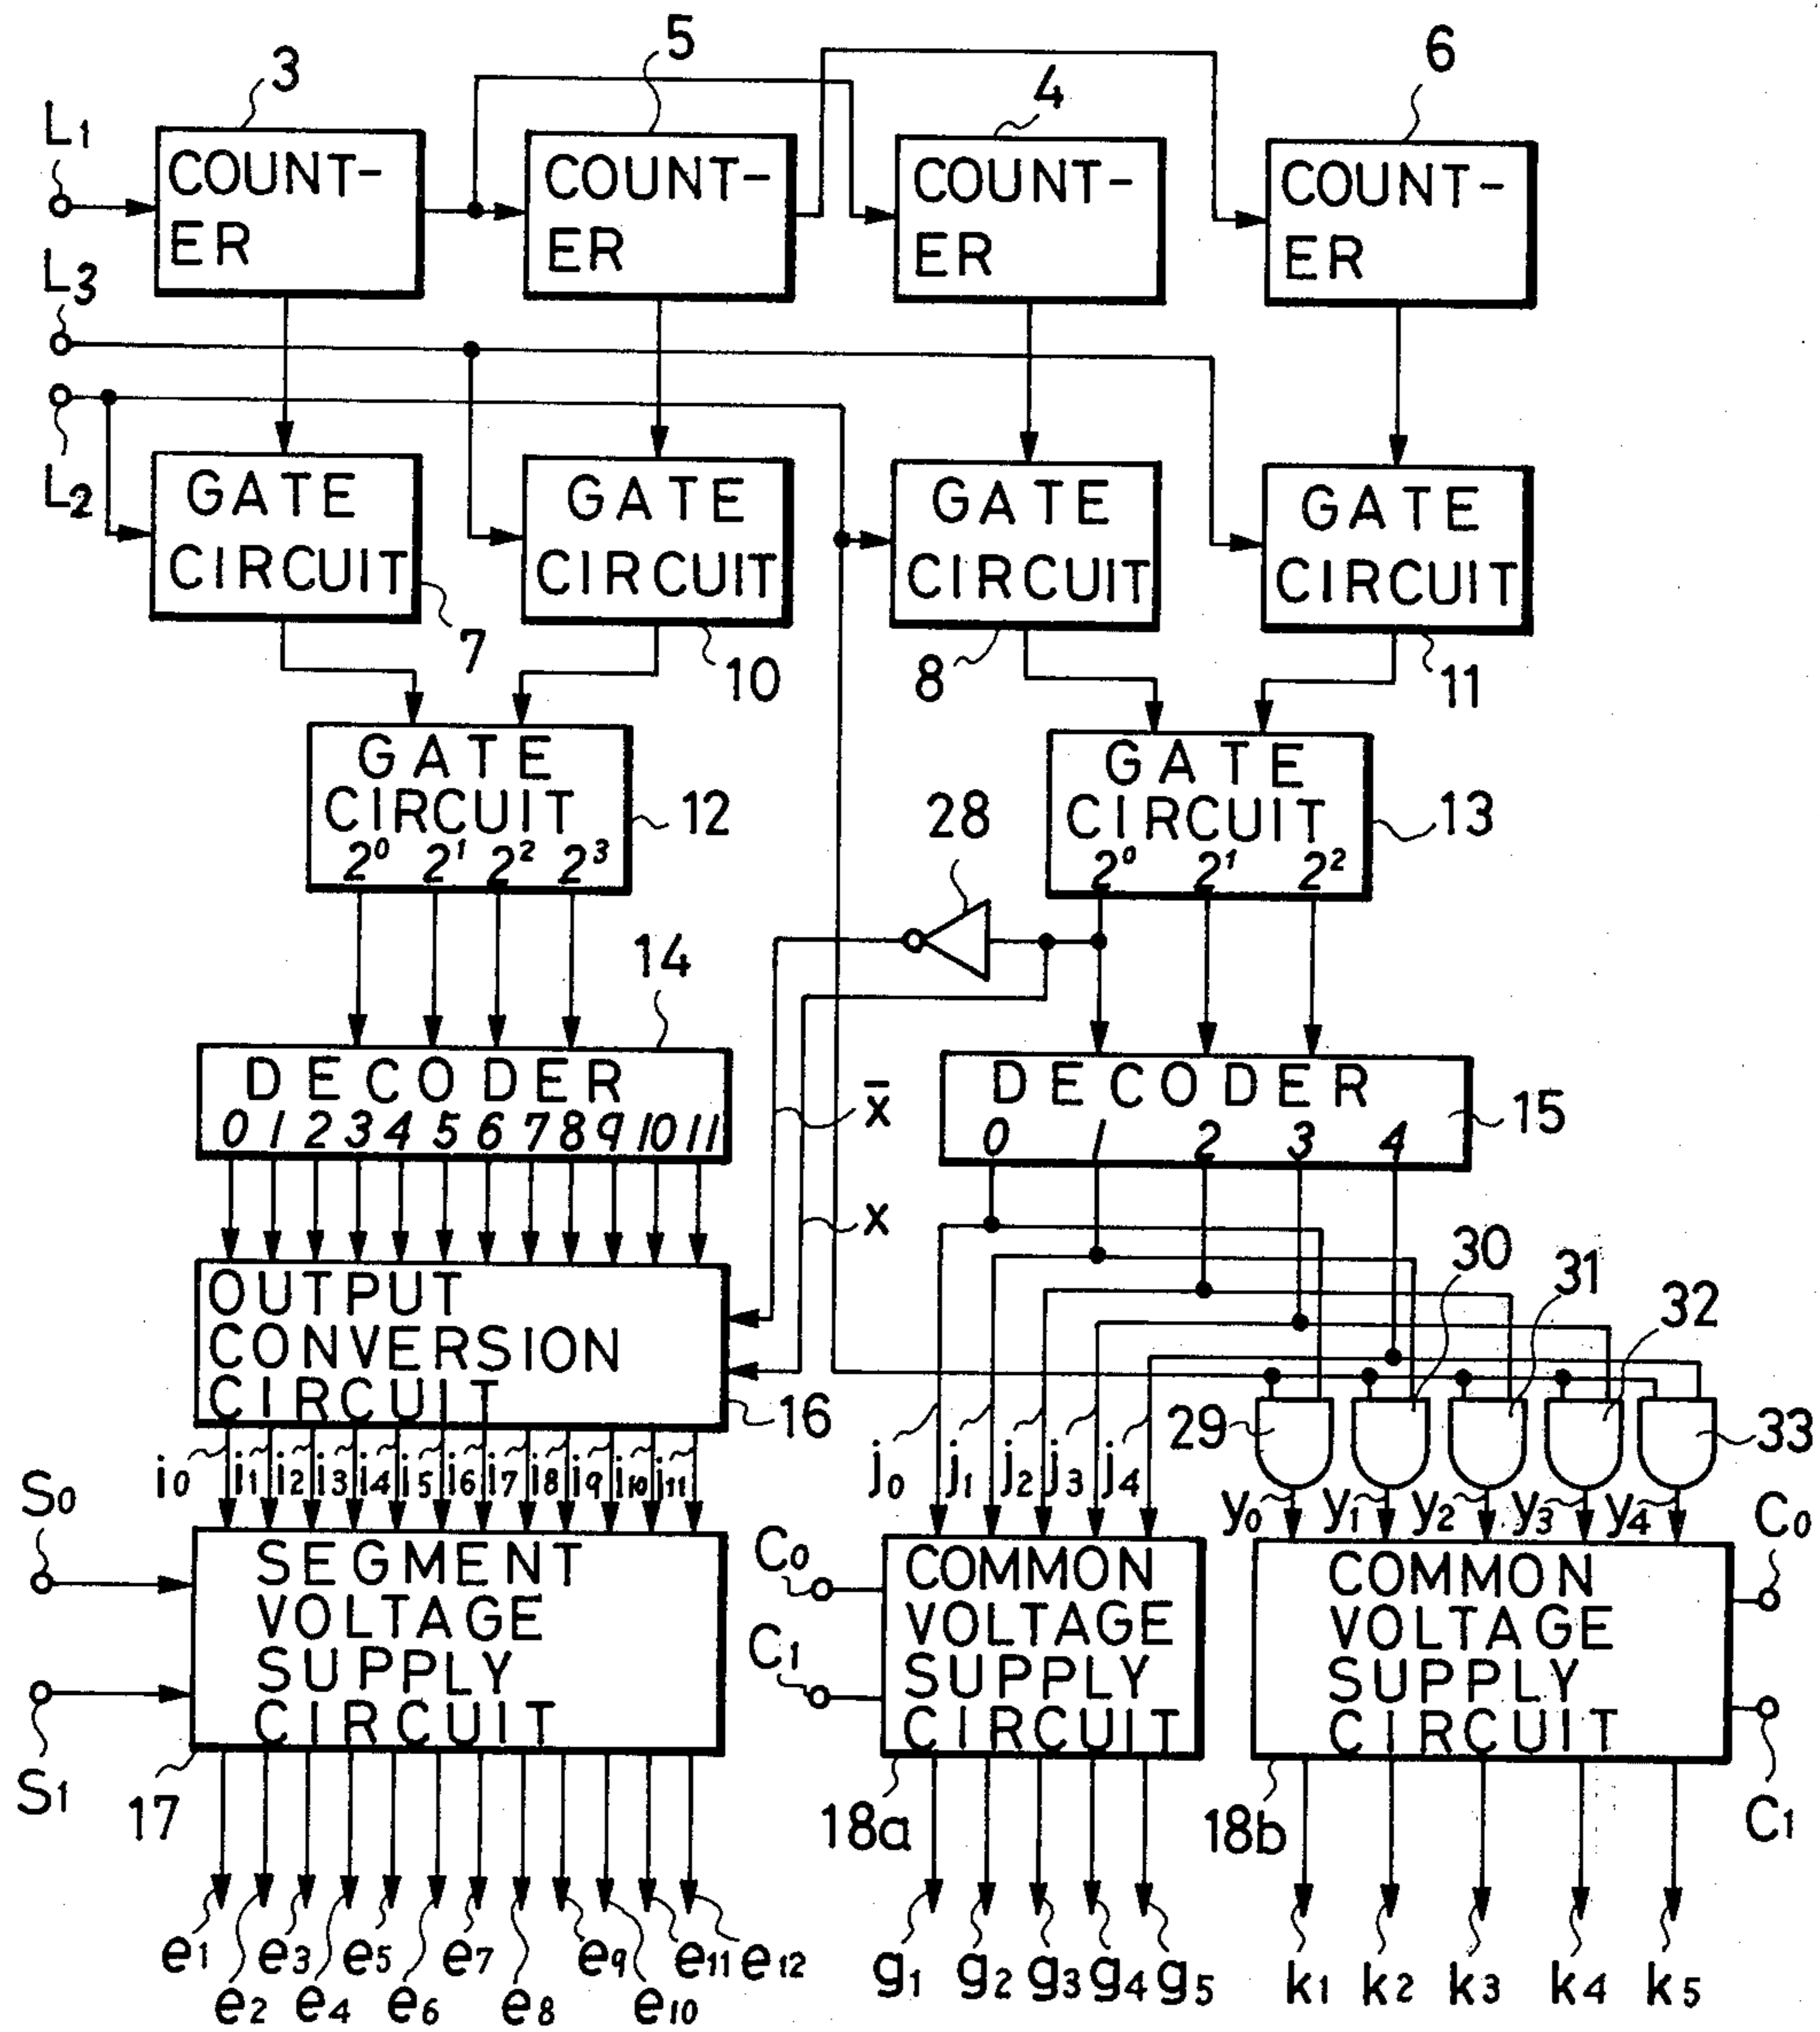 3
5
4
6
L1
COUNT-
ER
COUNT-
ER
COUNT-
ER
COUNT-
ER
L3
L2
GATE
CIRCUIT
GATE
CIRCUIT
GATE
CIRCUIT
GATE
CIRCUIT
7
10
8
11
GATE
CIRCUIT
2⁰ 2¹ 2² 2³
12
GATE
CIRCUIT
2⁰ 2¹ 2²
13
28
14
DECODER
0 1 2 3 4 5 6 7 8 9 10 11
x̄
DECODER
0 1 2 3 4
15
x
OUTPUT
CONVERSION
CIRCUIT
16
30
31
32
29
33
i0 i1 i2 i3 i4 i5 i6 i7 i8 i9 i10 i11
j0 j1 j2 j3 j4
y0 y1 y2 y3 y4
S0
S1
SEGMENT
VOLTAGE
SUPPLY
CIRCUIT
17
C0
C1
COMMON
VOLTAGE
SUPPLY
CIRCUIT
18a
COMMON
VOLTAGE
SUPPLY
CIRCUIT
18b
C0
C1
e1 e2 e3 e4 e5 e6 e7 e8 e9 e10 e11 e12
g1 g2 g3 g4 g5
k1 k2 k3 k4 k5